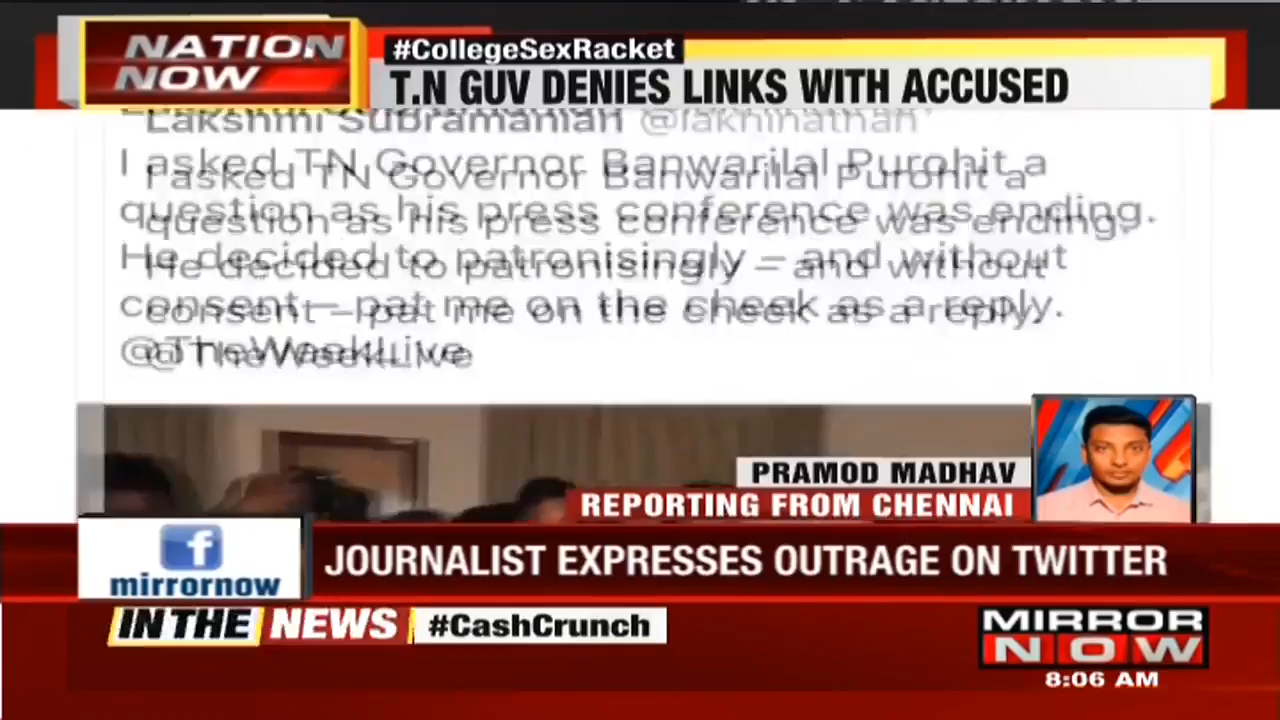 NATION
NOW
#CollegeSexRacket
T.N GUV DENIES LINKS WITH ACCUSED
Lakshmi Subramanian @lakhinathan
I asked TN Governor Banwarilal Purohit a
question as his press conference was ending.
He decided to patronisingly – and without
consent – pat me on the cheek as a reply.
@TheWeekLive
PRAMOD MADHAV
REPORTING FROM CHENNAI
f
mirrornow
JOURNALIST EXPRESSES OUTRAGE ON TWITTER
IN THE NEWS
#CashCrunch
MIRROR
NOW
8:06 AM